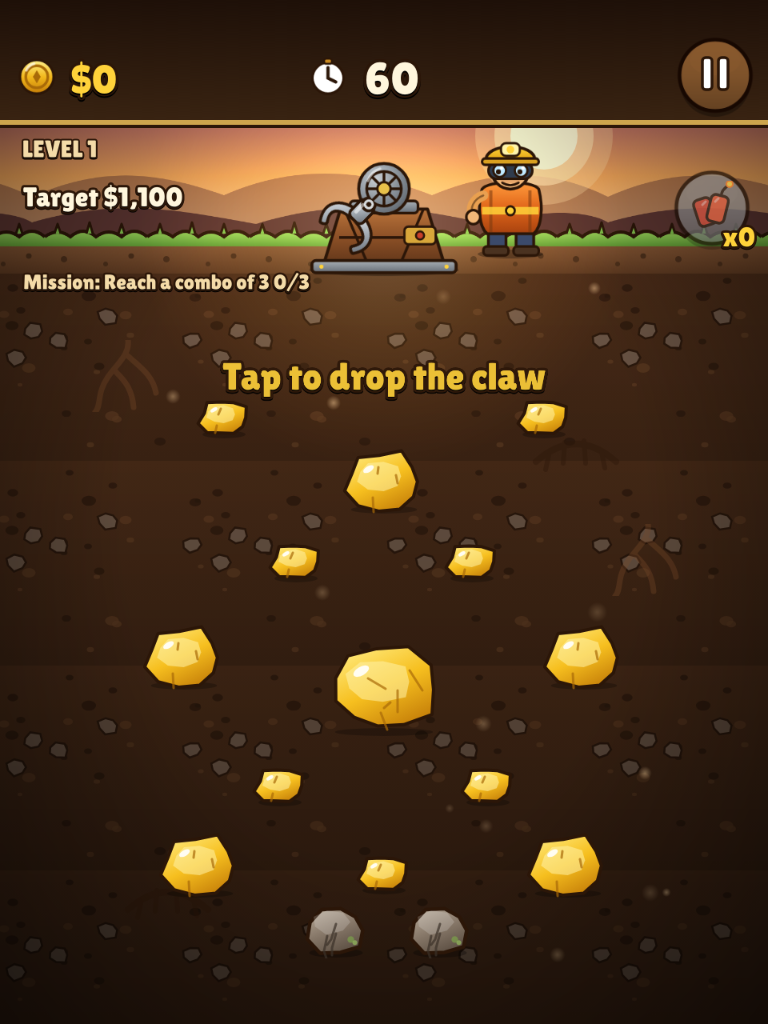 $0
60
LEVEL 1
Target $1,100
x0
Mission: Reach a combo of 3 0/3
Tap to drop the claw